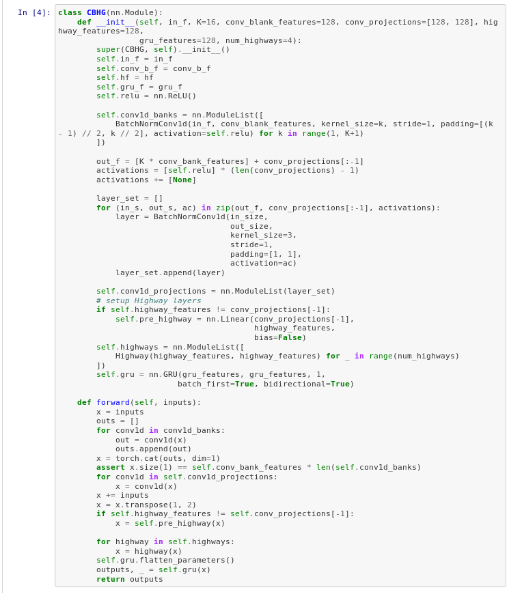 In [4]: class CBHG(nn.Module):
    def __init__(self, in_f, K=16, conv_blank_features=128, conv_projections=[128, 128], hig
hway_features=128,
                 gru_features=128, num_highways=4):
        super(CBHG, self).__init__()
        self.in_f = in_f
        self.conv_b_f = conv_b_f
        self.hf = hf
        self.gru_f = gru_f
        self.relu = nn.ReLU()

        self.conv1d_banks = nn.ModuleList([
            BatchNormConv1d(in_f, conv_blank_features, kernel_size=k, stride=1, padding=[(k
- 1) // 2, k // 2], activation=self.relu) for k in range(1, K+1)
        ])

        out_f = [K * conv_bank_features] + conv_projections[:-1]
        activations = [self.relu] * (len(conv_projections) - 1)
        activations += [None]

        layer_set = []
        for (in_s, out_s, ac) in zip(out_f, conv_projections[:-1], activations):
            layer = BatchNormConv1d(in_size,
                                    out_size,
                                    kernel_size=3,
                                    stride=1,
                                    padding=[1, 1],
                                    activation=ac)
            layer_set.append(layer)

        self.conv1d_projections = nn.ModuleList(layer_set)
        # setup Highway layers
        if self.highway_features != conv_projections[-1]:
            self.pre_highway = nn.Linear(conv_projections[-1],
                                         highway_features,
                                         bias=False)
        self.highways = nn.ModuleList([
            Highway(highway_features, highway_features) for _ in range(num_highways)
        ])
        self.gru = nn.GRU(gru_features, gru_features, 1,
                         batch_first=True, bidirectional=True)

    def forward(self, inputs):
        x = inputs
        outs = []
        for conv1d in conv1d_banks:
            out = conv1d(x)
            outs.append(out)
        x = torch.cat(outs, dim=1)
        assert x.size(1) == self.conv_bank_features * len(self.conv1d_banks)
        for conv1d in self.conv1d_projections:
            x = conv1d(x)
        x += inputs
        x = x.transpose(1, 2)
        if self.highway_features != self.conv_projections[-1]:
            x = self.pre_highway(x)

        for highway in self.highways:
            x = highway(x)
        self.gru.flatten_parameters()
        outputs, _ = self.gru(x)
        return outputs